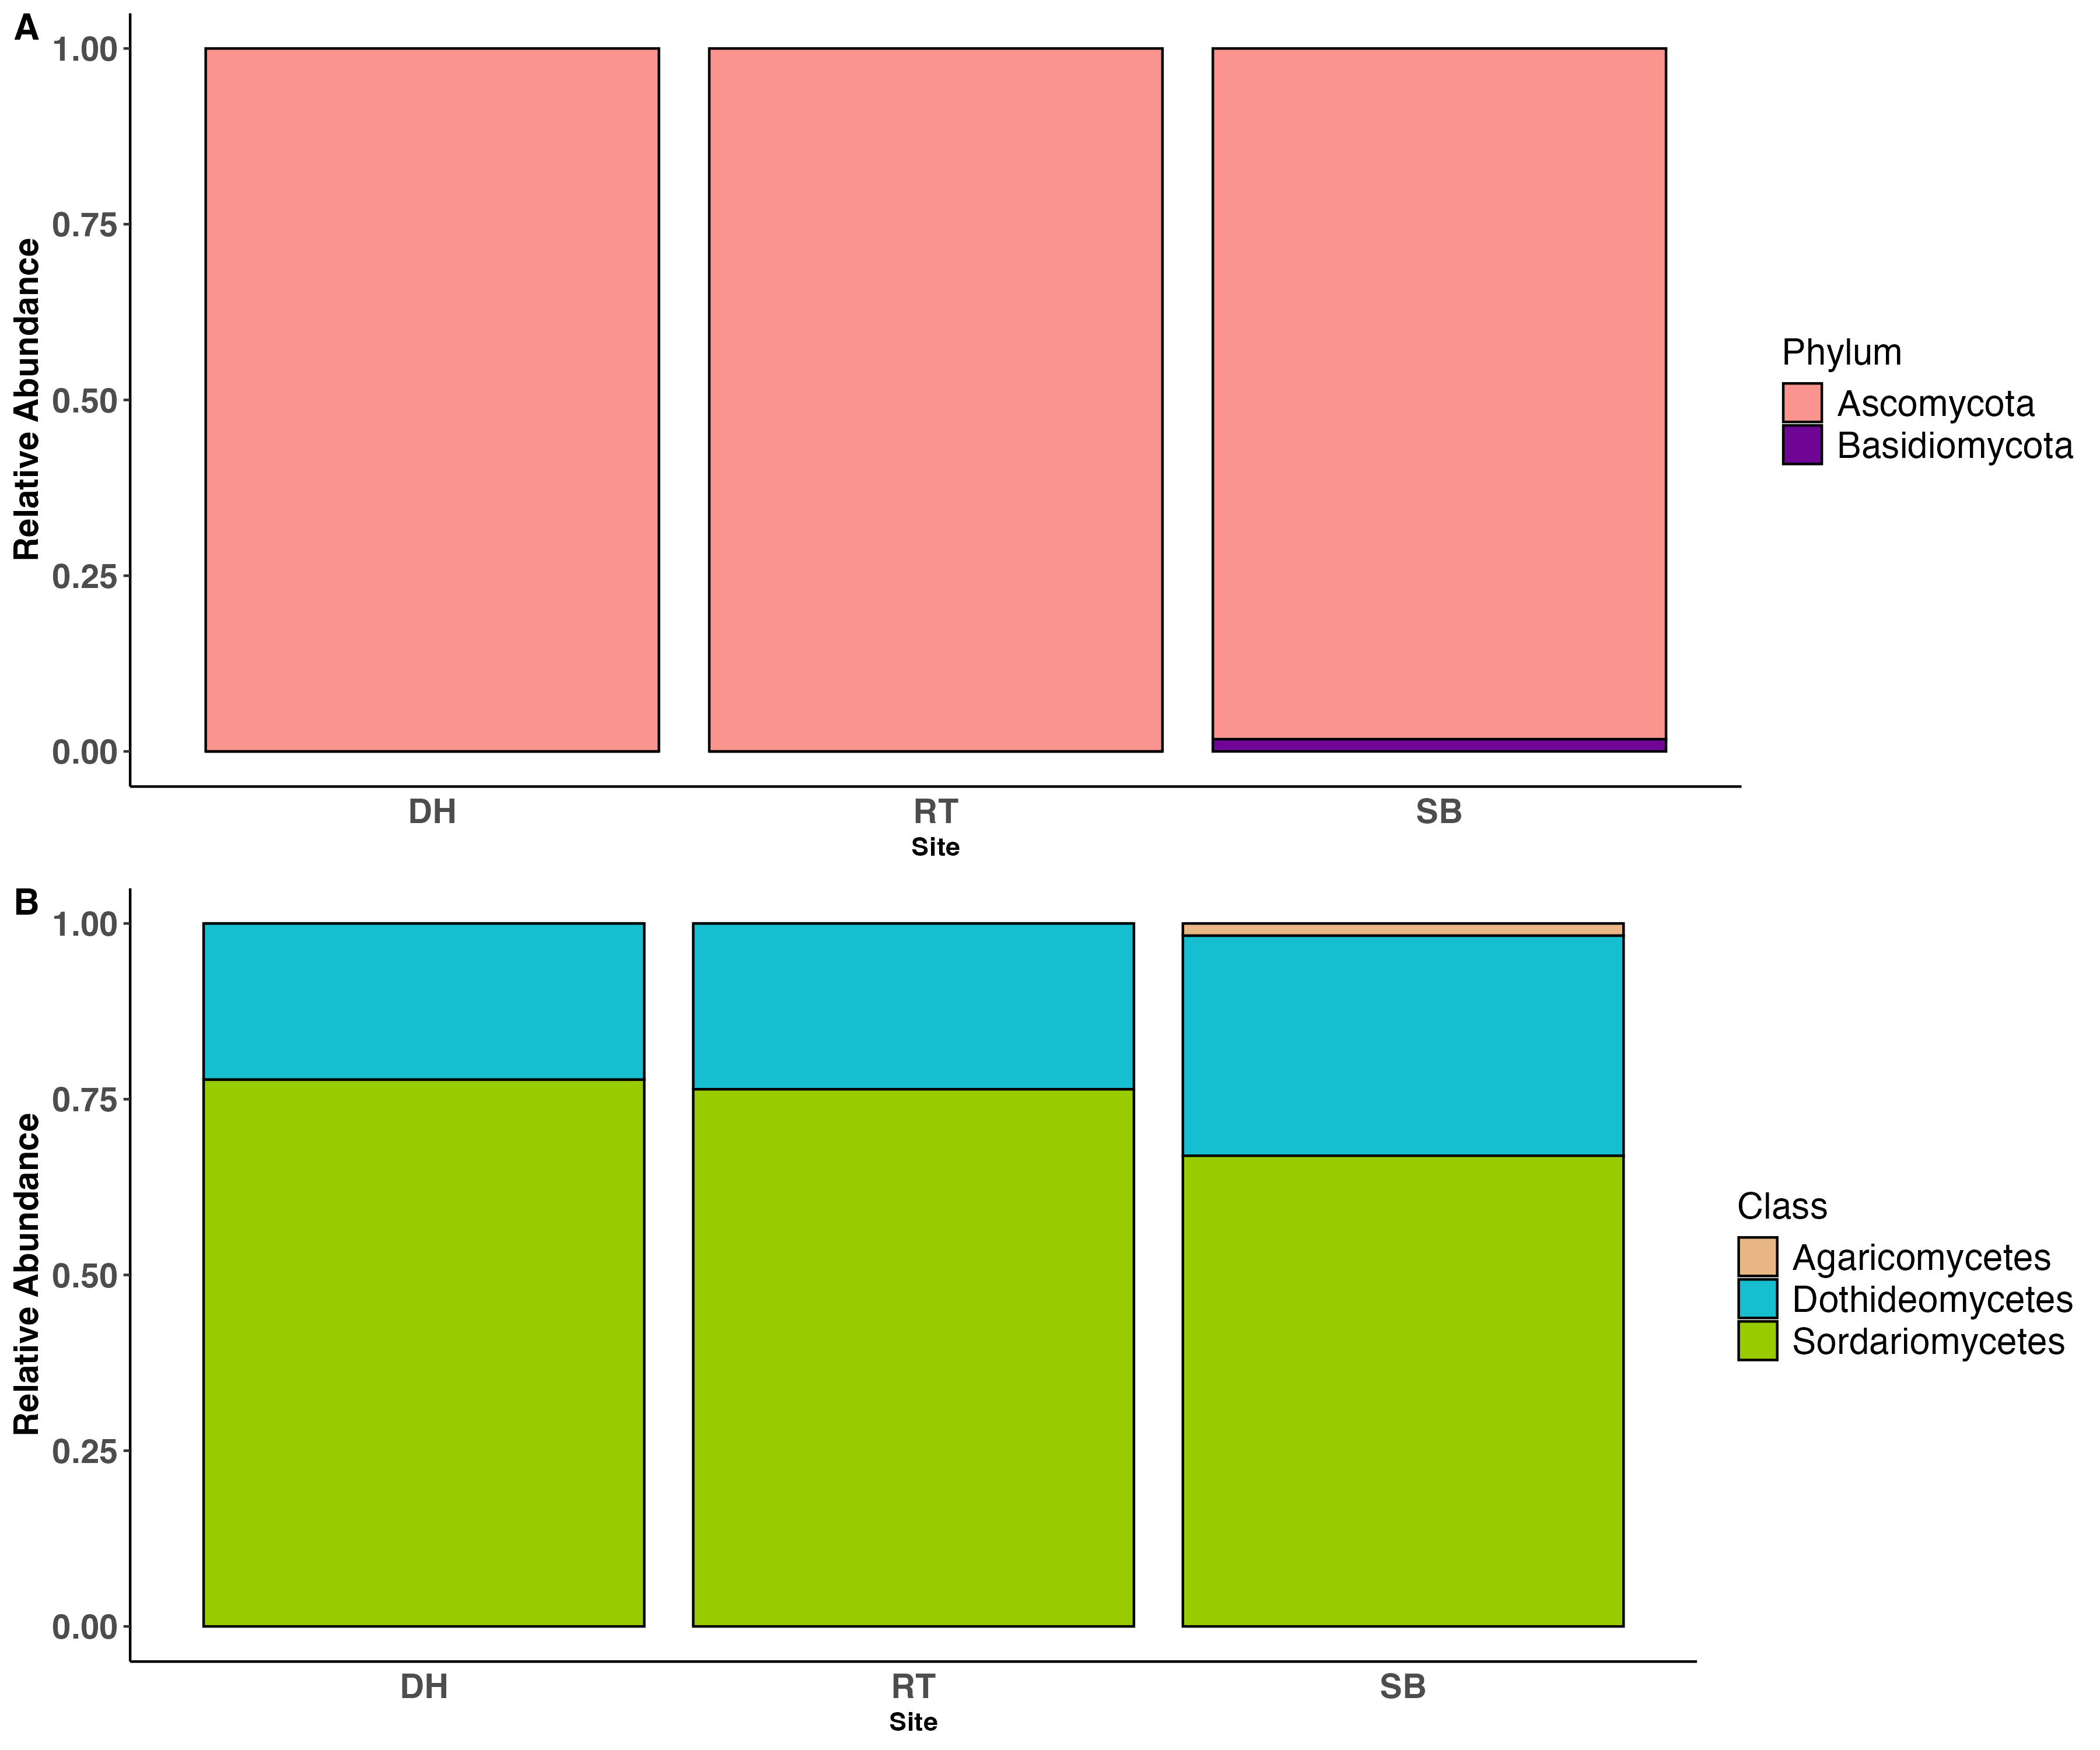 A
1.00
0.75
0.50
0.25
0.00
Relative Abundance
DH RT SB
Site
Phylum
Ascomycota
Basidiomycota
B
1.00
0.75
0.50
0.25
0.00
Relative Abundance
DH RT SB
Site
Class
Agaricomycetes
Dothideomycetes
Sordariomycetes